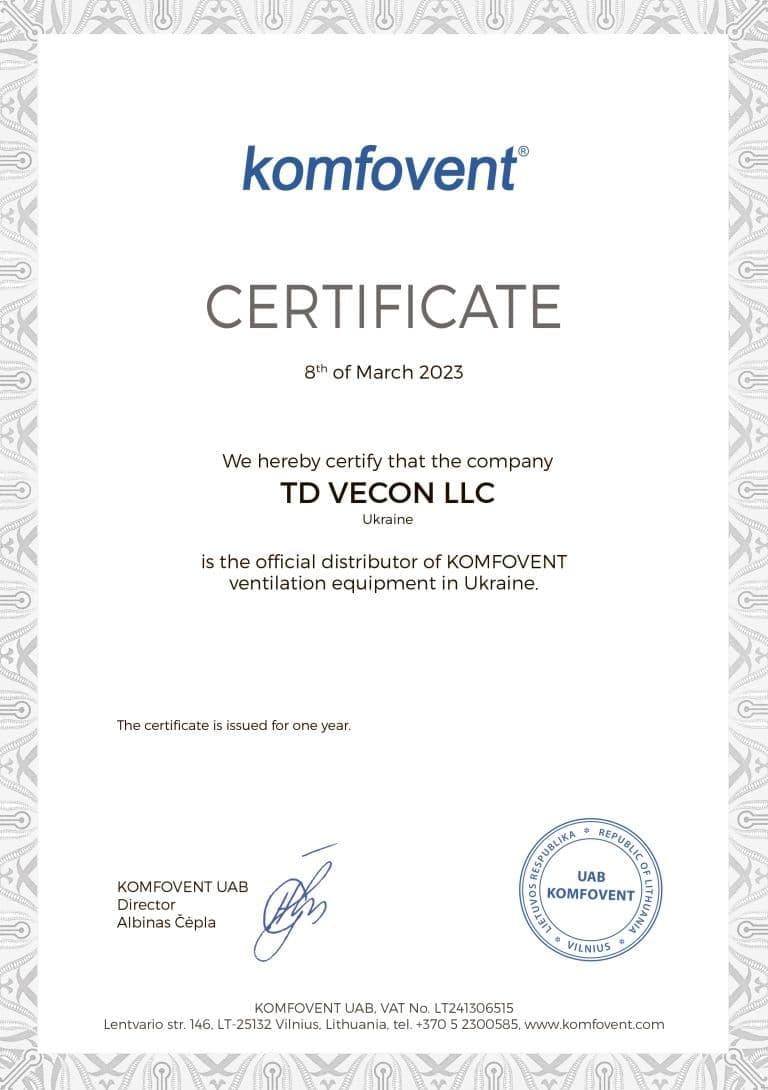 komfovent®
CERTIFICATE
8th of March 2023
We hereby certify that the company
TD VECON LLC
Ukraine
is the official distributor of KOMFOVENT
ventilation equipment in Ukraine.
The certificate is issued for one year.
KOMFOVENT UAB
Director
Albinas Čėpla
LIETUVOS RESPUBLIKA * REPUBLIC OF LITHUANIA * VILNIUS *
UAB
KOMFOVENT
KOMFOVENT UAB, VAT No. LT241306515
Lentvario str. 146, LT-25132 Vilnius, Lithuania, tel. +370 5 2300585, www.komfovent.com